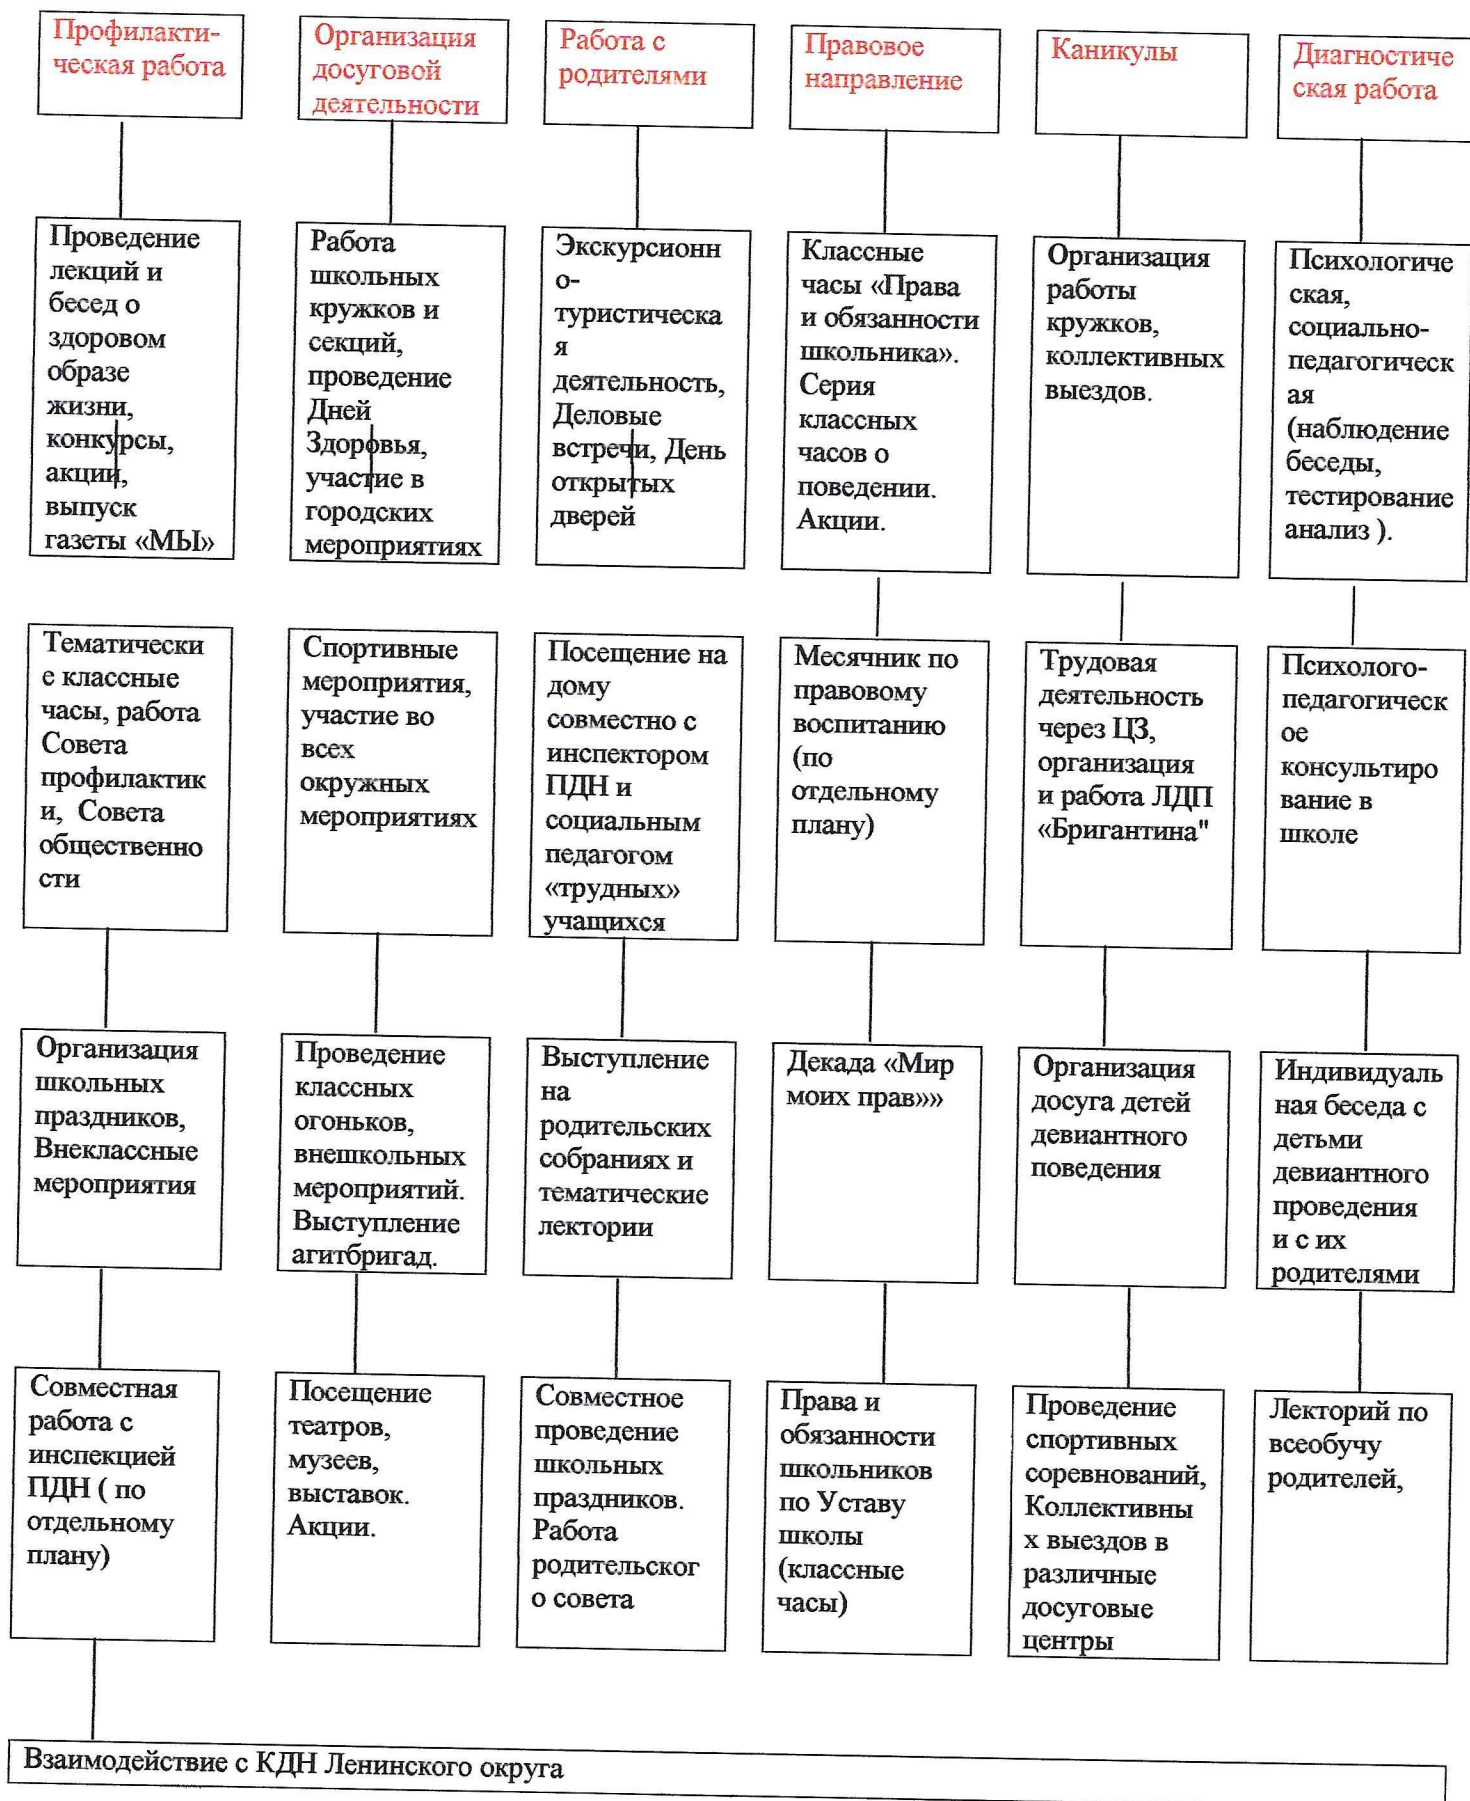 Профилакти-
ческая работа
Организация
досуговой
деятельности
Работа с
родителями
Правовое
направление
Каникулы
Диагностиче
ская работа
Проведение
лекций и
бесед о
здоровом
образе
жизни,
конкурсы,
акции,
выпуск
газеты «МЫ»
Работа
школьных
кружков и
секций,
проведение
Дней
Здоровья,
участие в
городских
мероприятиях
Экскурсионн
о-
туристическа
я
деятельность,
Деловые
встречи, День
открытых
дверей
Классные
часы «Права
и обязанности
школьника».
Серия
классных
часов о
поведении.
Акции.
Организация
работы
кружков,
коллективных
выездов.
Психологиче
ская,
социально-
педагогическ
ая
(наблюдение
беседы,
тестирование
анализ ).
Тематически
е классные
часы, работа
Совета
профилактик
и, Совета
общественно
сти
Спортивные
мероприятия,
участие во
всех
окружных
мероприятиях
Посещение на
дому
совместно с
инспектором
ПДН и
социальным
педагогом
«трудных»
учащихся
Месячник по
правовому
воспитанию
(по
отдельному
плану)
Трудовая
деятельность
через ЦЗ,
организация
и работа ЛДП
«Бригантина"
Психолого-
педагогическ
ое
консультиро
вание в
школе
Организация
школьных
праздников,
Внеклассные
мероприятия
Проведение
классных
огоньков,
внешкольных
мероприятий.
Выступление
агитбригад.
Выступление
на
родительских
собраниях и
тематические
лектории
Декада «Мир
моих прав»»
Организация
досуга детей
девиантного
поведения
Индивидуаль
ная беседа с
детьми
девиантного
проведения
и с их
родителями
Совместная
работа с
инспекцией
ПДН ( по
отдельному
плану)
Посещение
театров,
музеев,
выставок.
Акции.
Совместное
проведение
школьных
праздников.
Работа
родительског
о совета
Права и
обязанности
школьников
по Уставу
школы
(классные
часы)
Проведение
спортивных
соревнований,
Коллективны
х выездов в
различные
досуговые
центры
Лекторий по
всеобучу
родителей,
Взаимодействие с КДН Ленинского округа